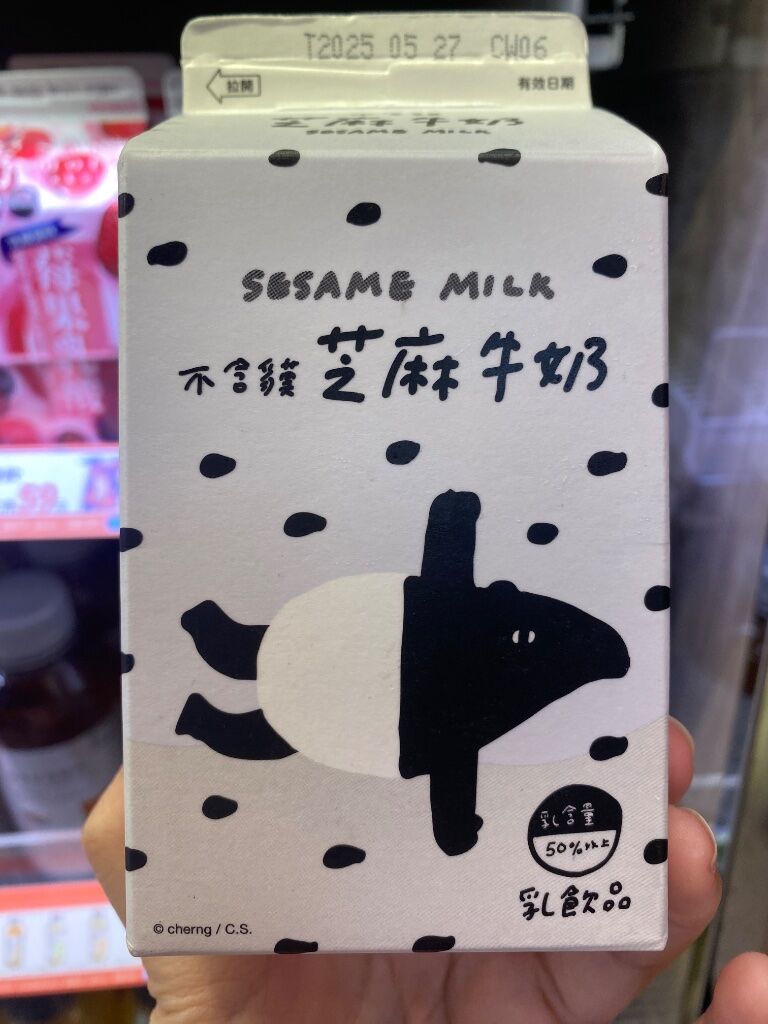 T2025 05 27 CW06
拉開
有效日期
芝麻牛奶
SESAME MILK
SESAME MILK
不含貘 芝麻牛奶
乳含量
50%以上
乳飲品
© cherng / C.S.